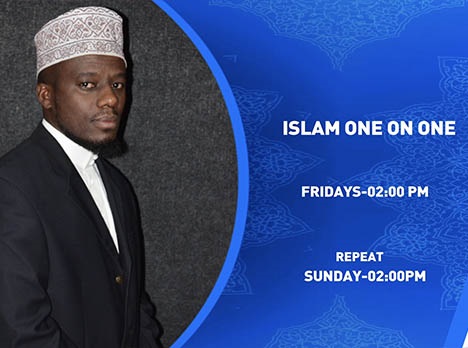 ISLAM ONE ON ONE
FRIDAYS-02:00 PM
REPEAT
SUNDAY-02:00PM